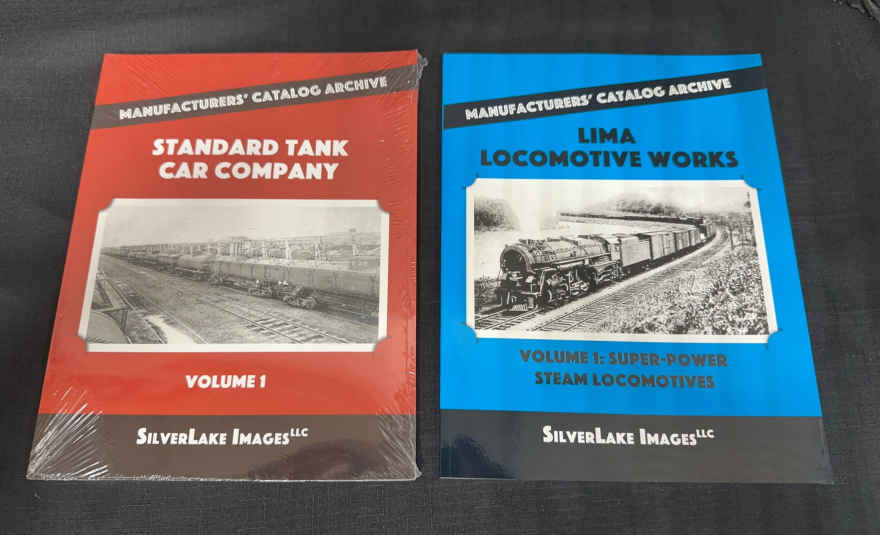 MANUFACTURERS' CATALOG ARCHIVE
STANDARD TANK
CAR COMPANY
VOLUME 1
SILVERLAKE IMAGES LLC
MANUFACTURERS' CATALOG ARCHIVE
LIMA
LOCOMOTIVE WORKS
VOLUME 1: SUPER-POWER
STEAM LOCOMOTIVES
SILVERLAKE IMAGES LLC